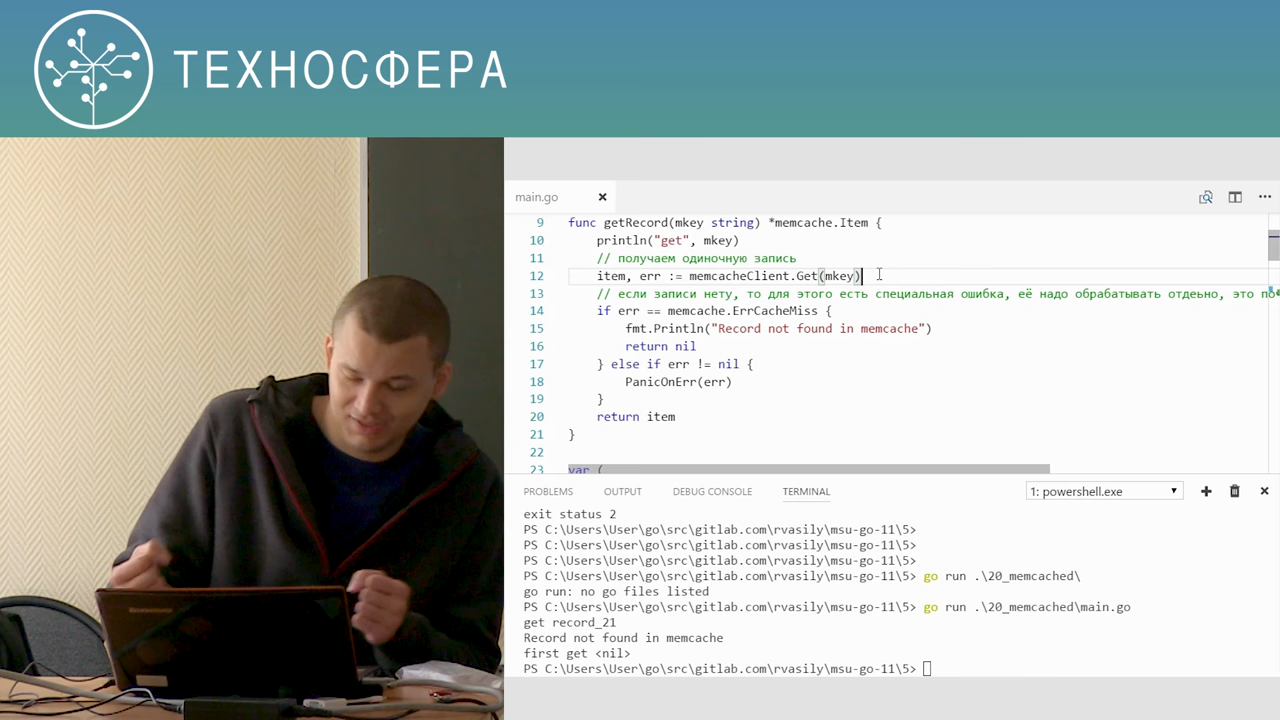 ТЕХНОСФЕРА
main.go
9 func getRecord(mkey string) *memcache.Item {
10 println("get", mkey)
11 // получаем одиночную запись
12 item, err := memcacheClient.Get(mkey)
13 // если записи нету, то для этого есть специальная ошибка, её надо обрабатывать отдеьно, это по
14 if err == memcache.ErrCacheMiss {
15 fmt.Println("Record not found in memcache")
16 return nil
17 } else if err != nil {
18 PanicOnErr(err)
19 }
20 return item
21 }
22
23 var (
PROBLEMS OUTPUT DEBUG CONSOLE TERMINAL 1: powershell.exe
exit status 2
PS C:\Users\User\go\src\gitlab.com\rvasily\msu-go-11\5>
PS C:\Users\User\go\src\gitlab.com\rvasily\msu-go-11\5>
PS C:\Users\User\go\src\gitlab.com\rvasily\msu-go-11\5>
PS C:\Users\User\go\src\gitlab.com\rvasily\msu-go-11\5> go run .\20_memcached\
go run: no go files listed
PS C:\Users\User\go\src\gitlab.com\rvasily\msu-go-11\5> go run .\20_memcached\main.go
get record_21
Record not found in memcache
first get <nil>
PS C:\Users\User\go\src\gitlab.com\rvasily\msu-go-11\5>